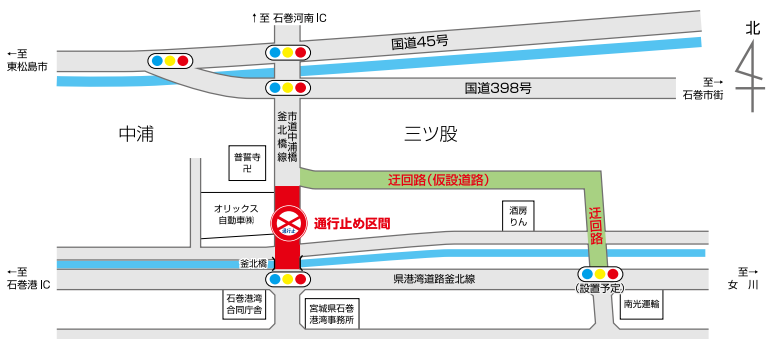 ↑至 石巻河南IC
北
国道45号
←至
東松島市
国道398号
至→
石巻市街
中浦
市道中浦橋
釜北橋線
三ツ股
普誓寺
卍
迂回路(仮設道路)
オリックス
自動車㈱
通行止
通行止め区間
酒房
りん
迂回路
釜北橋
←至
石巻港IC
県港湾道路釜北線
(設置予定)
至→
女川
石巻港湾
合同庁舎
宮城県石巻
港湾事務所
南光運輸